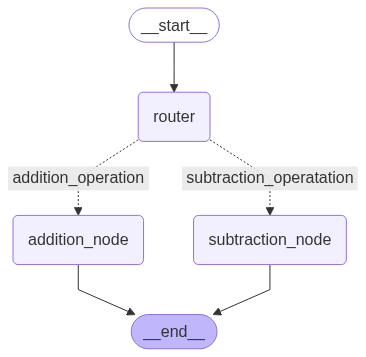 __start__
router
addition_operation
subtraction_operatation
addition_node
subtraction_node
__end__